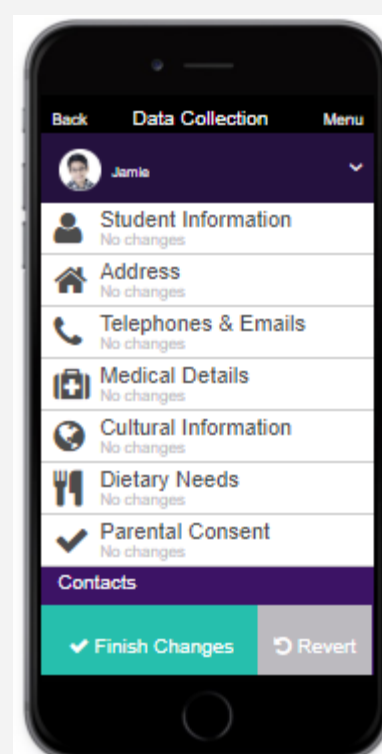 Back Data Collection Menu
Jamie
Student Information
No changes
Address
No changes
Telephones & Emails
No changes
Medical Details
No changes
Cultural Information
No changes
Dietary Needs
No changes
Parental Consent
No changes
Contacts
Finish Changes Revert